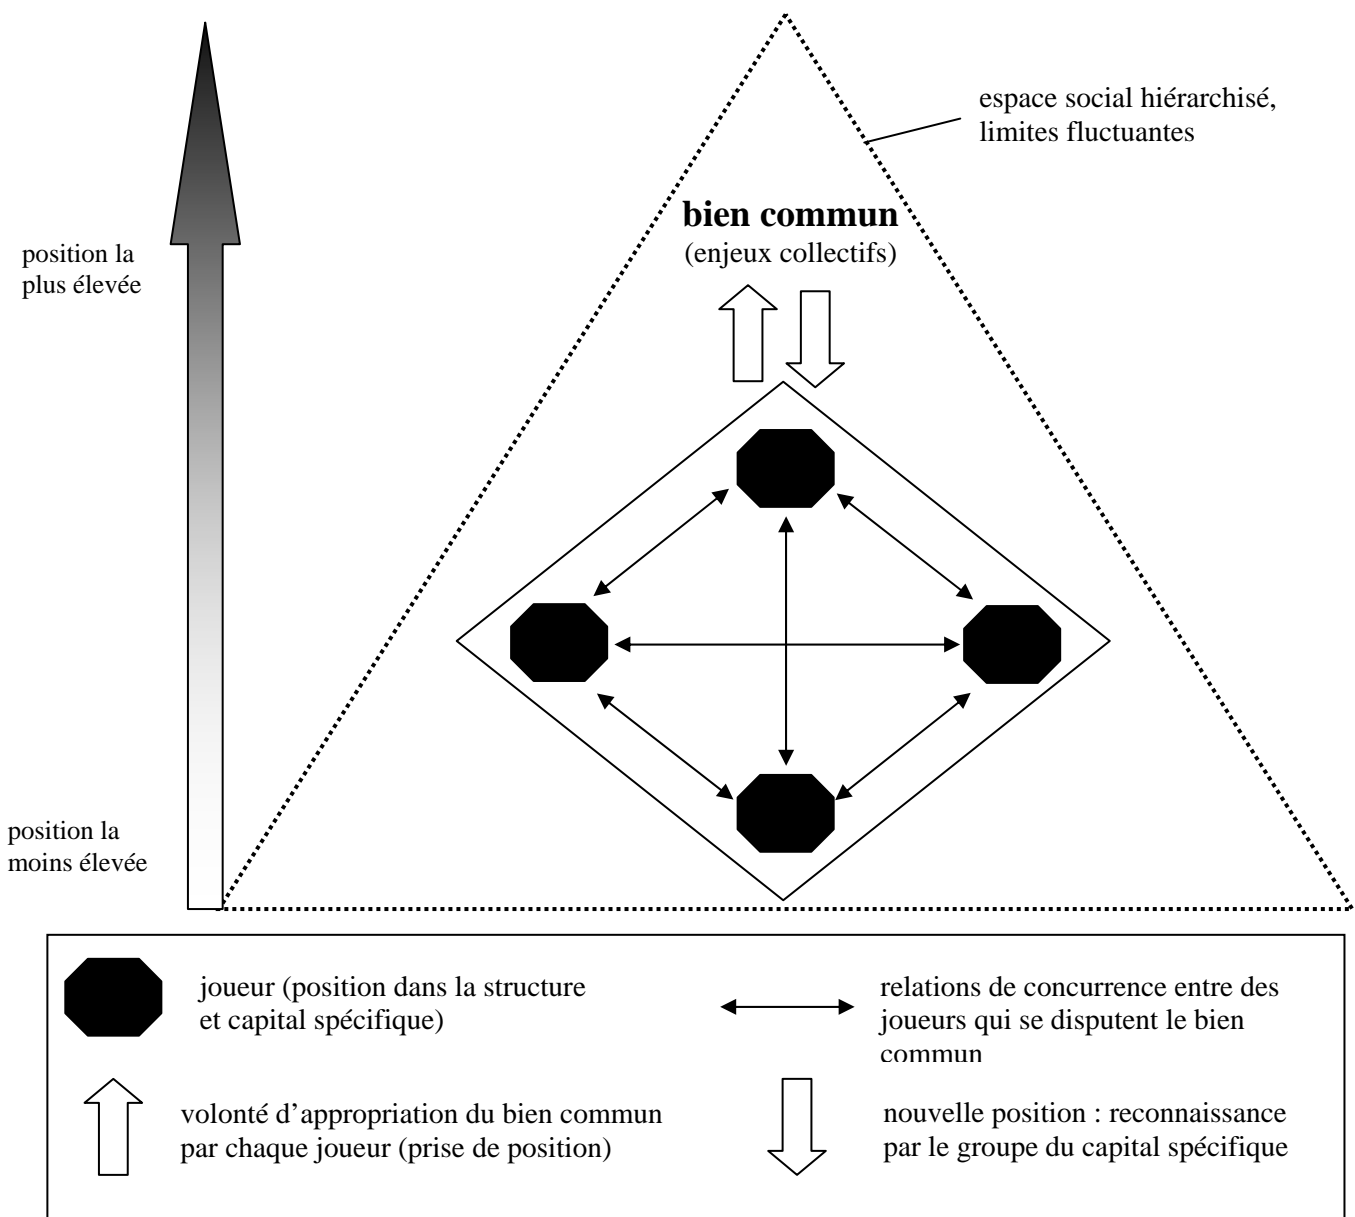 espace social hiérarchisé,
limites fluctuantes
bien commun
(enjeux collectifs)
position la
plus élevée
position la
moins élevée
joueur (position dans la structure
et capital spécifique)
relations de concurrence entre des
joueurs qui se disputent le bien
commun
volonté d’appropriation du bien commun
par chaque joueur (prise de position)
nouvelle position : reconnaissance
par le groupe du capital spécifique